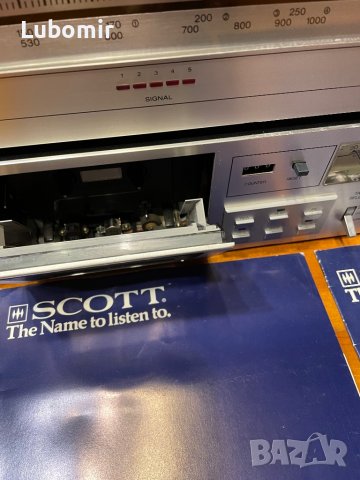 Lubomir
200 250
530 600 700 800 900 1000
1 2 3 4 5
SIGNAL
COUNTER
SCOTT.
The Name to listen to.
T
BAZAR